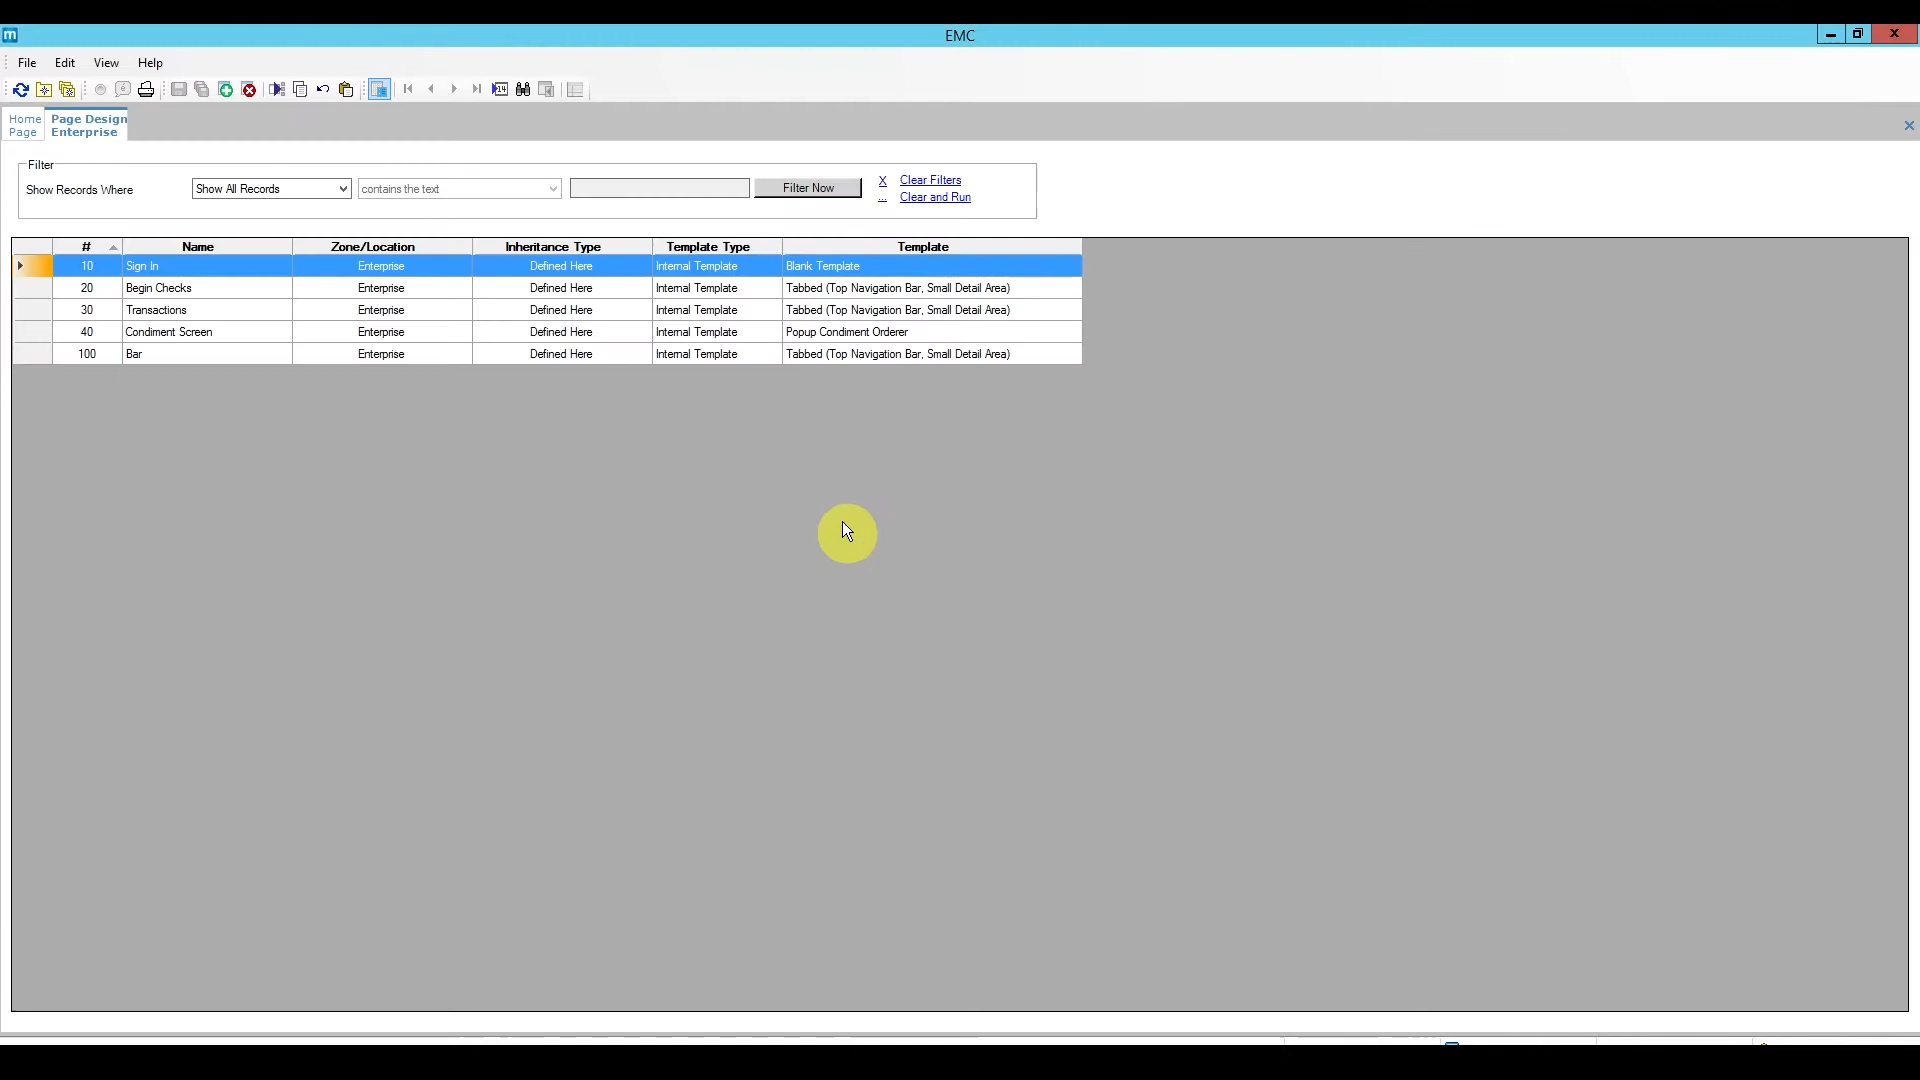 m
EMC
File Edit View Help
Home Page
Page Design Enterprise
Filter
Show Records Where Show All Records contains the text Filter Now X Clear Filters
... Clear and Run
# Name Zone/Location Inheritance Type Template Type Template
10 Sign In Enterprise Defined Here Internal Template Blank Template
20 Begin Checks Enterprise Defined Here Internal Template Tabbed (Top Navigation Bar, Small Detail Area)
30 Transactions Enterprise Defined Here Internal Template Tabbed (Top Navigation Bar, Small Detail Area)
40 Condiment Screen Enterprise Defined Here Internal Template Popup Condiment Orderer
100 Bar Enterprise Defined Here Internal Template Tabbed (Top Navigation Bar, Small Detail Area)